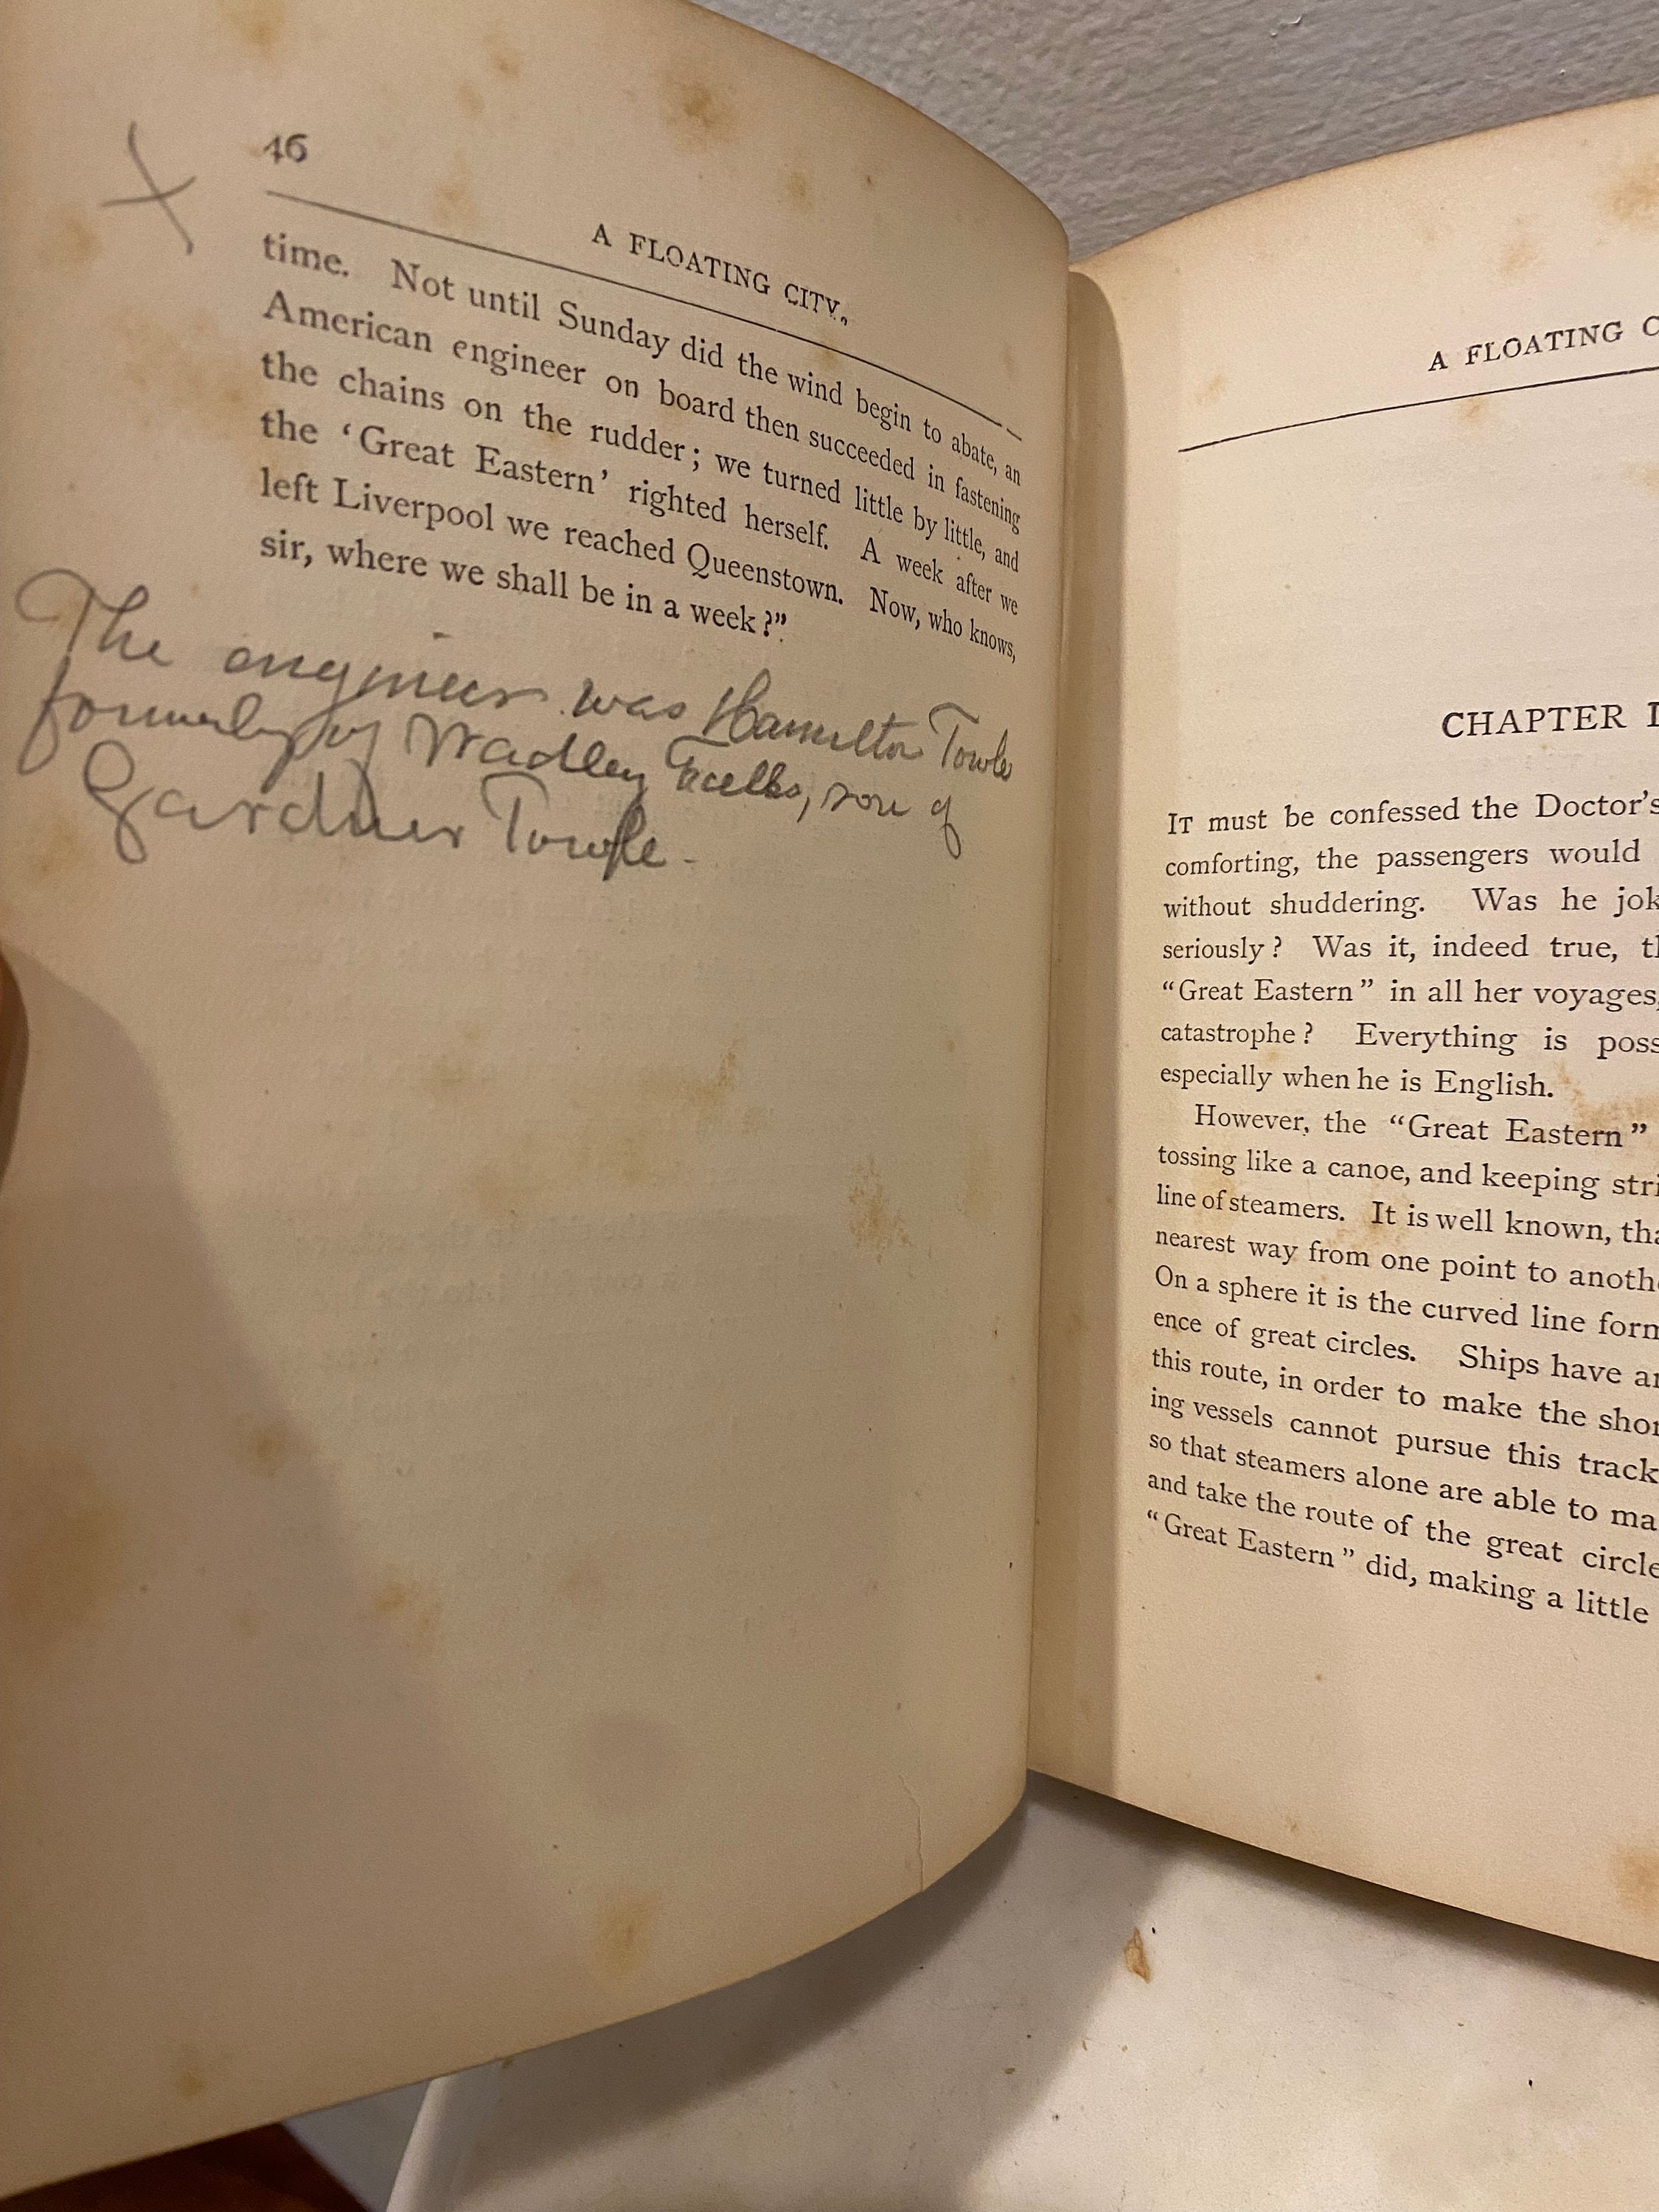 46
A FLOATING CITY.
time. Not until Sunday did the wind begin to abate, an
American engineer on board then succeeded in fastening
the chains on the rudder; we turned little by little, and
the ‘Great Eastern’ righted herself. A week after we
left Liverpool we reached Queenstown. Now, who knows,
sir, where we shall be in a week?”
The engineer was Hamilton Towle
formerly of Wadley Falls, son of
Gardner Towle.
A FLOATING C
CHAPTER I
IT must be confessed the Doctor's
comforting, the passengers would
without shuddering. Was he jok
seriously? Was it, indeed true, th
“Great Eastern” in all her voyages,
catastrophe? Everything is poss
especially when he is English.
However, the “Great Eastern”
tossing like a canoe, and keeping stri
line of steamers. It is well known, tha
nearest way from one point to anothe
On a sphere it is the curved line form
ence of great circles. Ships have an
this route, in order to make the shor
ing vessels cannot pursue this track
so that steamers alone are able to ma
and take the route of the great circle
“Great Eastern” did, making a little